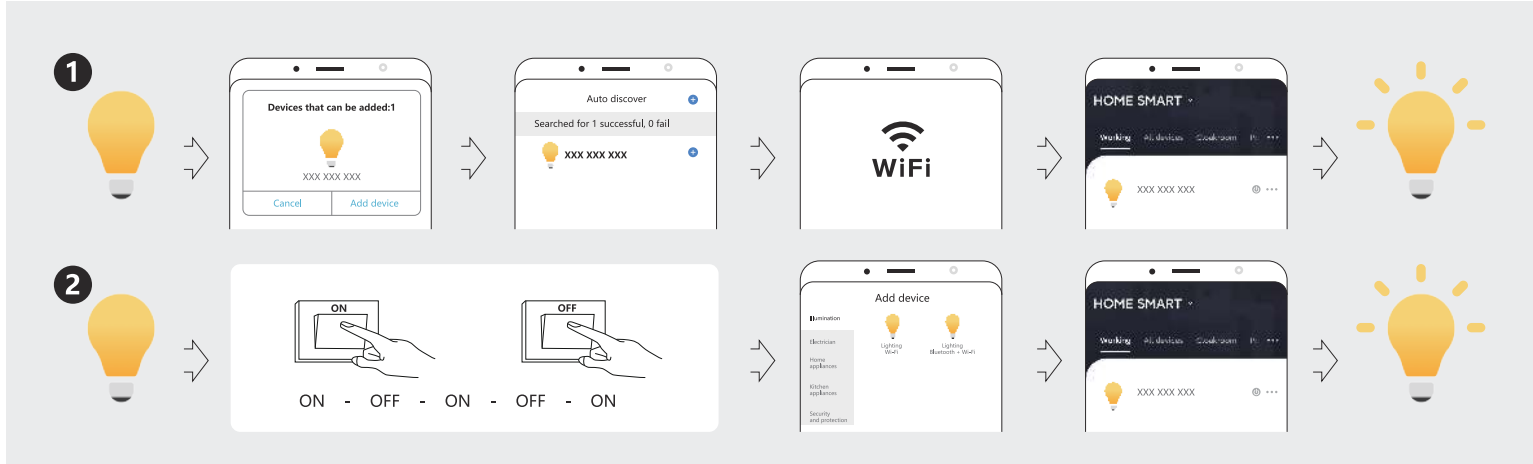 1
Devices that can be added:1
XXX XXX XXX
Cancel
Add device
Auto discover
Searched for 1 successful, 0 fail
XXX XXX XXX
WiFi
HOME SMART
Working All devices Cloakroom
XXX XXX XXX
2
ON
OFF
ON - OFF - ON - OFF - ON
Add device
Illumination
Electrician
Home
appliances
Kitchen
appliances
Security
and protection
Lighting
Wi-Fi
Lighting
Bluetooth + Wi-Fi
HOME SMART
Working All devices Cloakroom
XXX XXX XXX